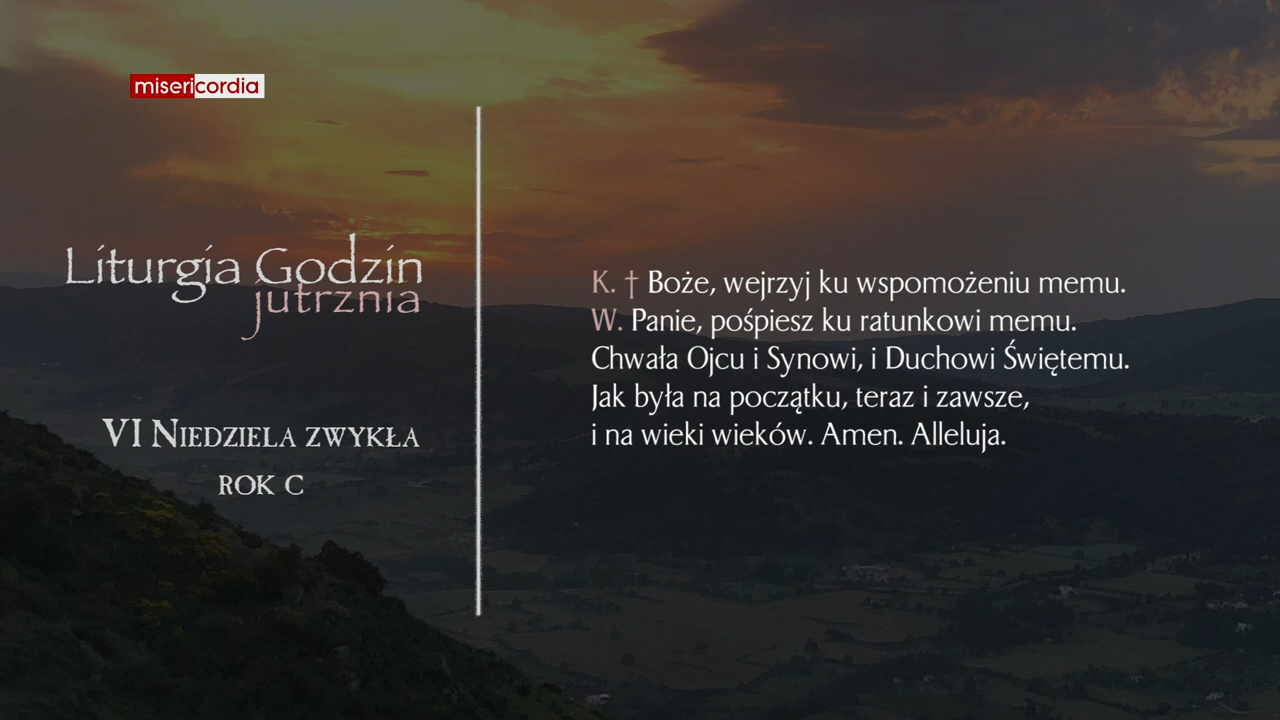 misericordia
Liturgia Godzin
jutrznia
VI Niedziela zwykła
rok C
K. † Boże, wejrzyj ku wspomożeniu memu.
W. Panie, pośpiesz ku ratunkowi memu.
Chwała Ojcu i Synowi, i Duchowi Świętemu.
Jak była na początku, teraz i zawsze,
i na wieki wieków. Amen. Alleluja.